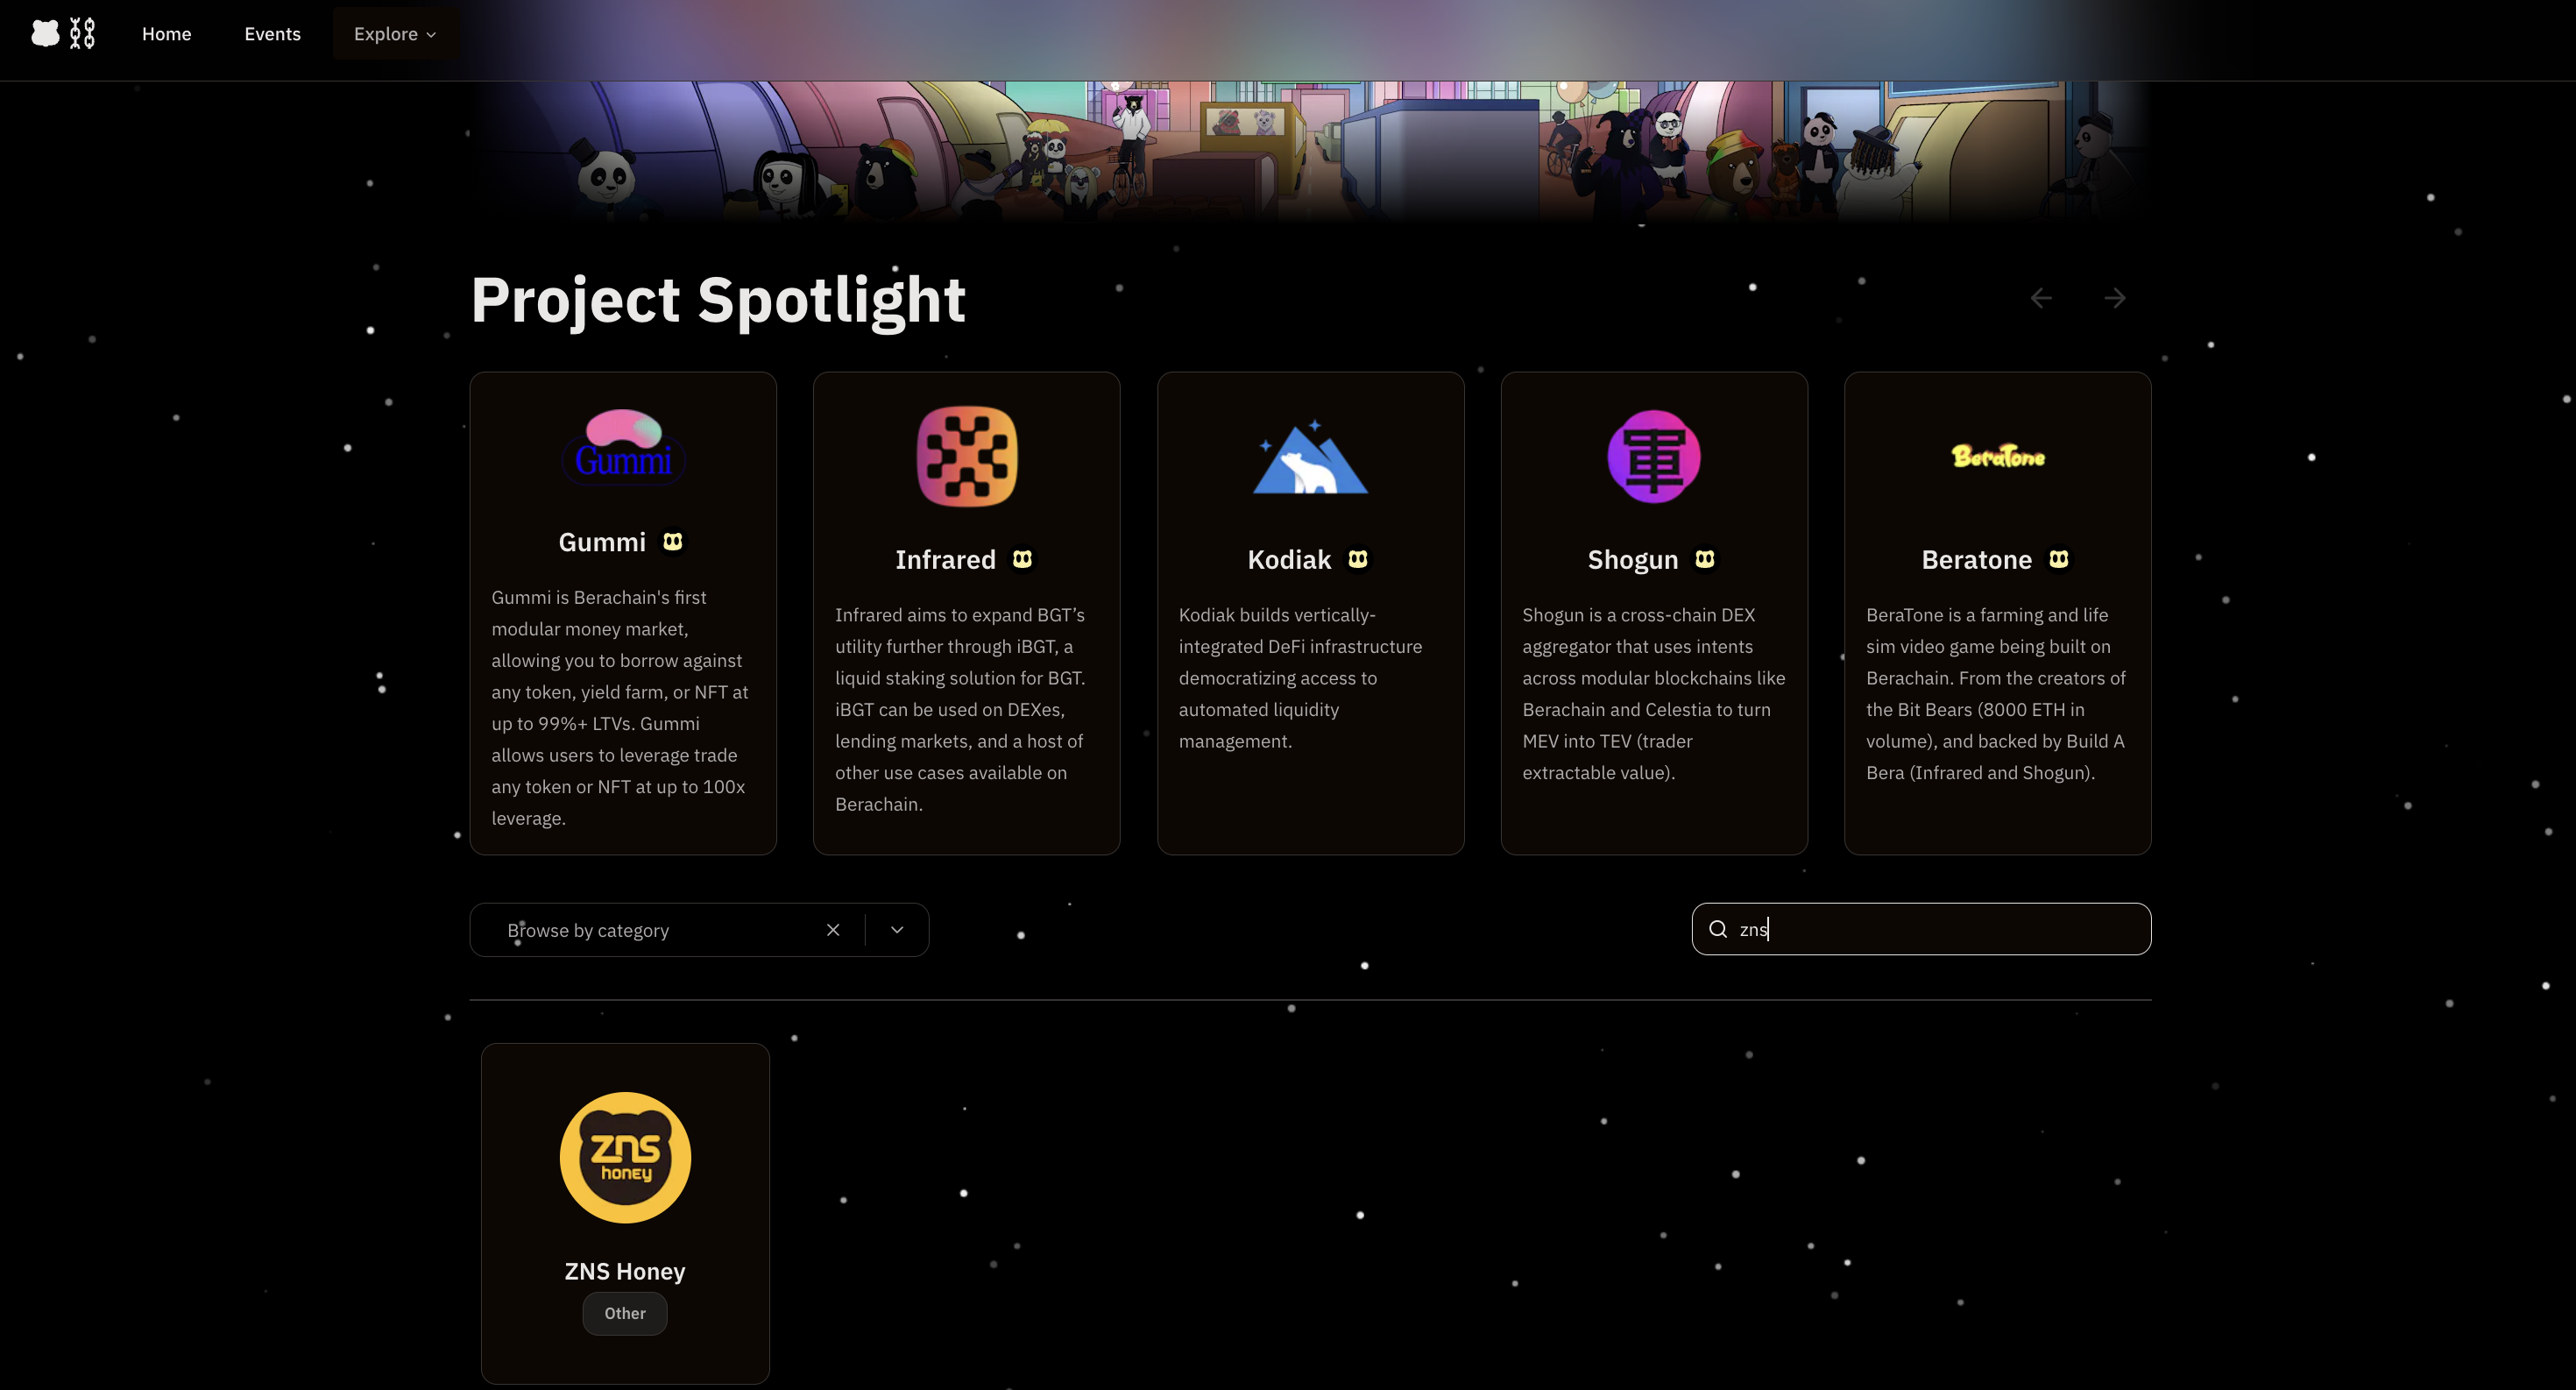 Home
Events
Explore
Project Spotlight
Gummi
Gummi
Gummi is Berachain's first
modular money market,
allowing you to borrow against
any token, yield farm, or NFT at
up to 99%+ LTVs. Gummi
allows users to leverage trade
any token or NFT at up to 100x
leverage.
Infrared
Infrared aims to expand BGT’s
utility further through iBGT, a
liquid staking solution for BGT.
iBGT can be used on DEXes,
lending markets, and a host of
other use cases available on
Berachain.
Kodiak
Kodiak builds vertically-
integrated DeFi infrastructure
democratizing access to
automated liquidity
management.
軍
Shogun
Shogun is a cross-chain DEX
aggregator that uses intents
across modular blockchains like
Berachain and Celestia to turn
MEV into TEV (trader
extractable value).
BeraTone
Beratone
BeraTone is a farming and life
sim video game being built on
Berachain. From the creators of
the Bit Bears (8000 ETH in
volume), and backed by Build A
Bera (Infrared and Shogun).
Browse by category
zns
zns
honey
ZNS Honey
Other